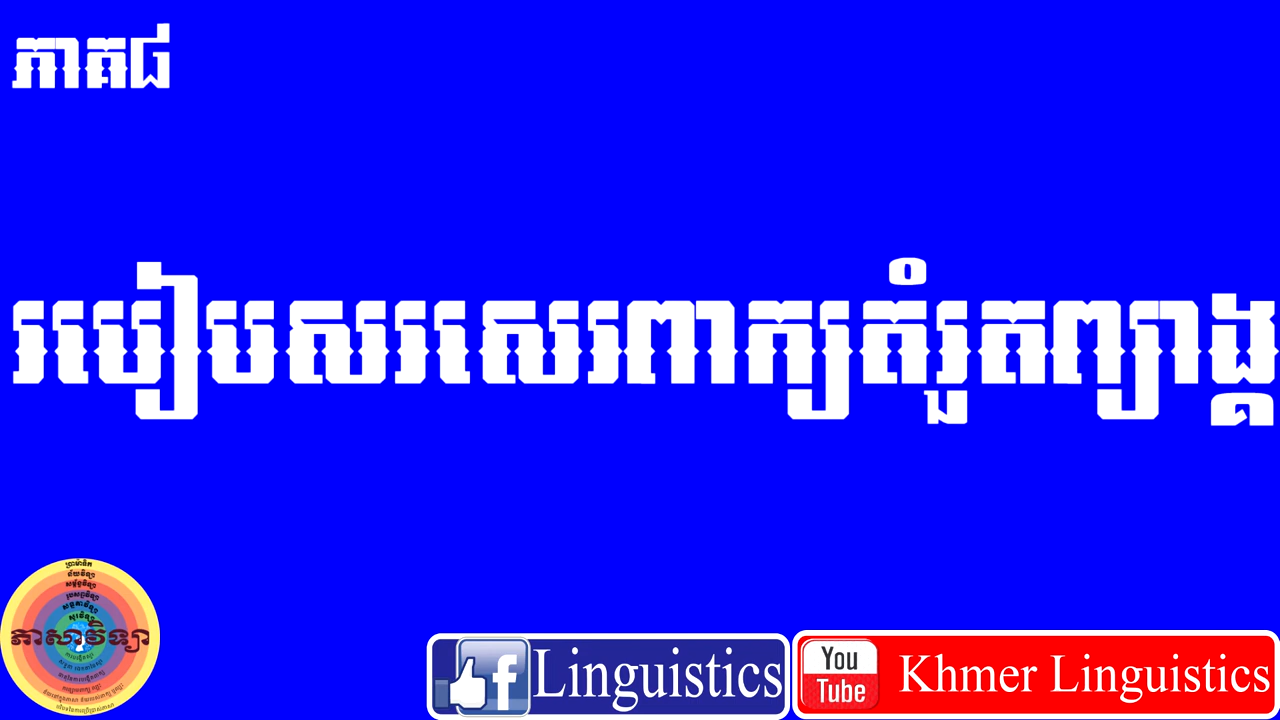 ភាគ៨
របៀបសរសេរពាក្យតំរួតព្យាង្គ
ភាសាវិទ្យា
Linguistics
You
Tube
Khmer Linguistics